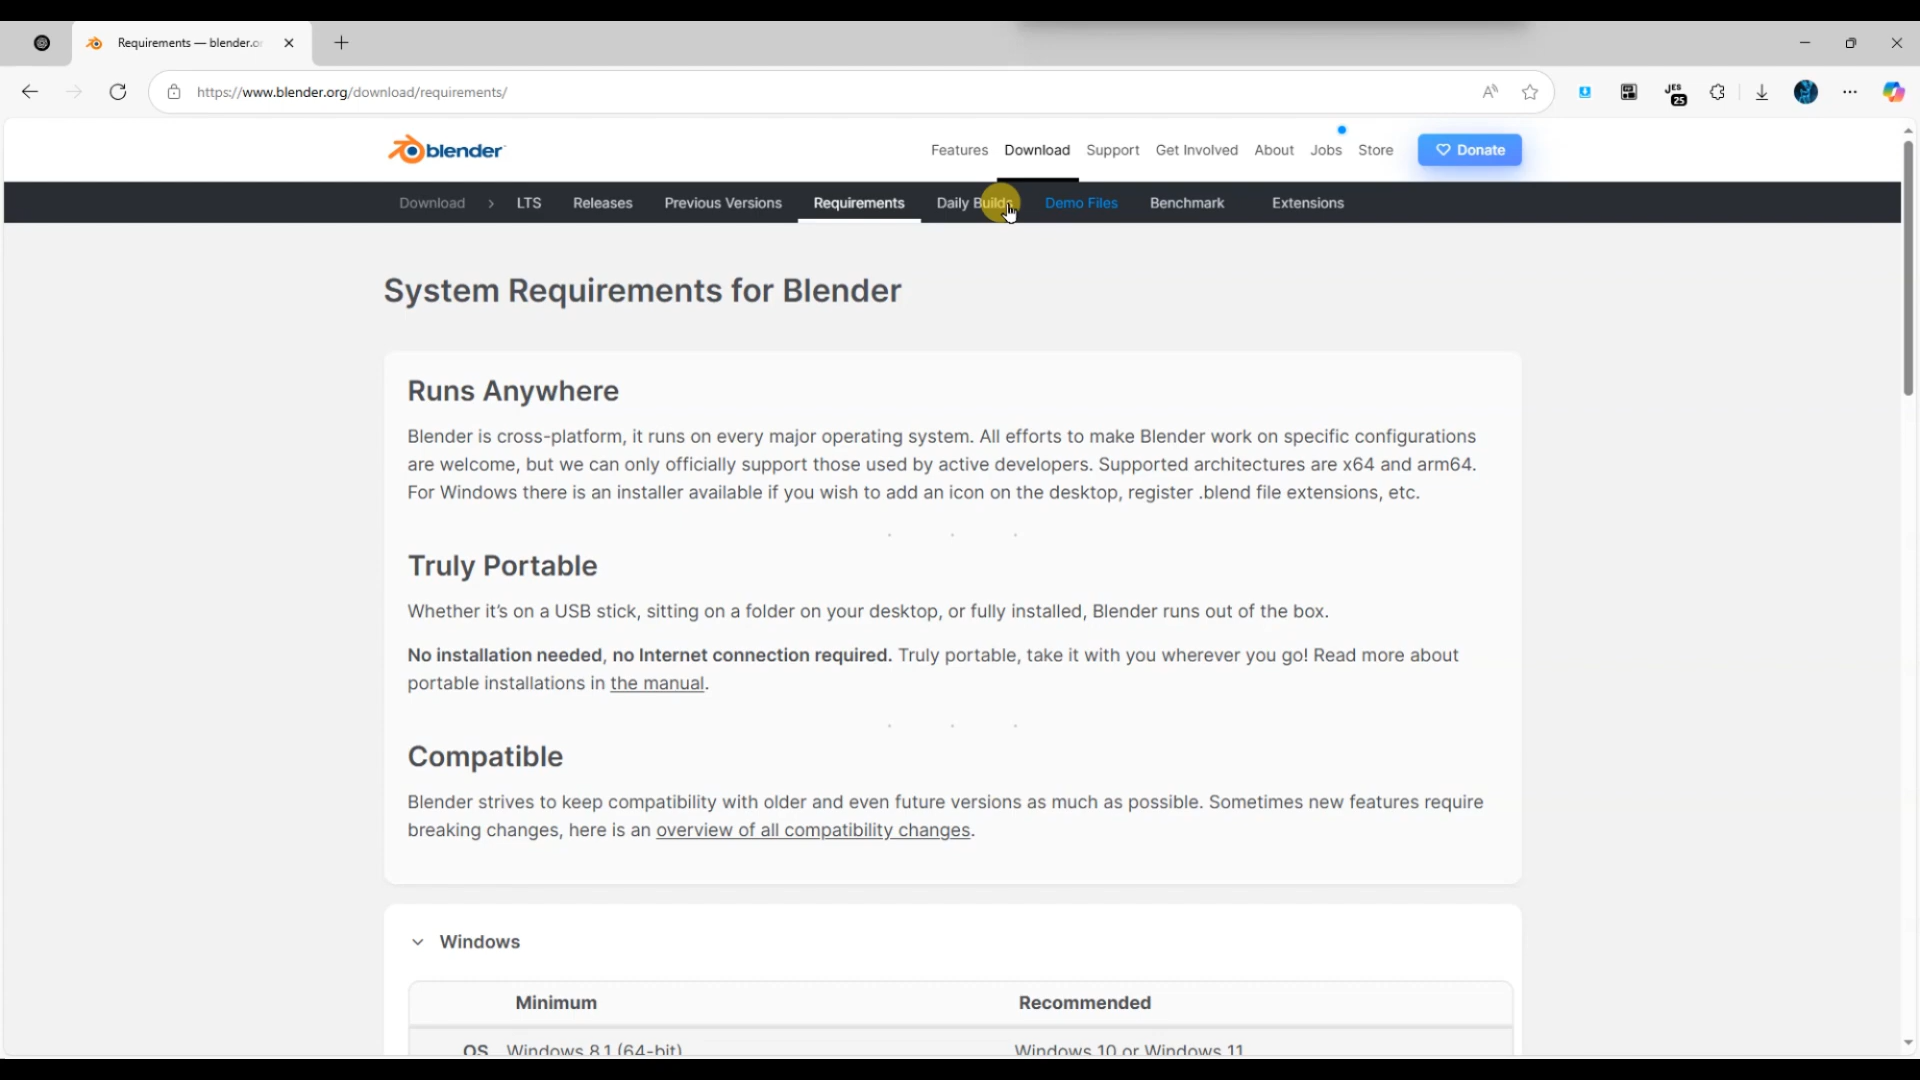 Requirements — blender.o
https://www.blender.org/download/requirements/
JES
25
blender
Features Download Support Get Involved About Jobs Store Donate
Download > LTS Releases Previous Versions Requirements Daily Builds Demo Files Benchmark Extensions
System Requirements for Blender
Runs Anywhere
Blender is cross-platform, it runs on every major operating system. All efforts to make Blender work on specific configurations
are welcome, but we can only officially support those used by active developers. Supported architectures are x64 and arm64.
For Windows there is an installer available if you wish to add an icon on the desktop, register .blend file extensions, etc.
. . .
Truly Portable
Whether it’s on a USB stick, sitting on a folder on your desktop, or fully installed, Blender runs out of the box.
No installation needed, no Internet connection required. Truly portable, take it with you wherever you go! Read more about
portable installations in the manual.
. . .
Compatible
Blender strives to keep compatibility with older and even future versions as much as possible. Sometimes new features require
breaking changes, here is an overview of all compatibility changes.
Windows
Minimum Recommended
OS Windows 8.1 (64-bit) Windows 10 or Windows 11